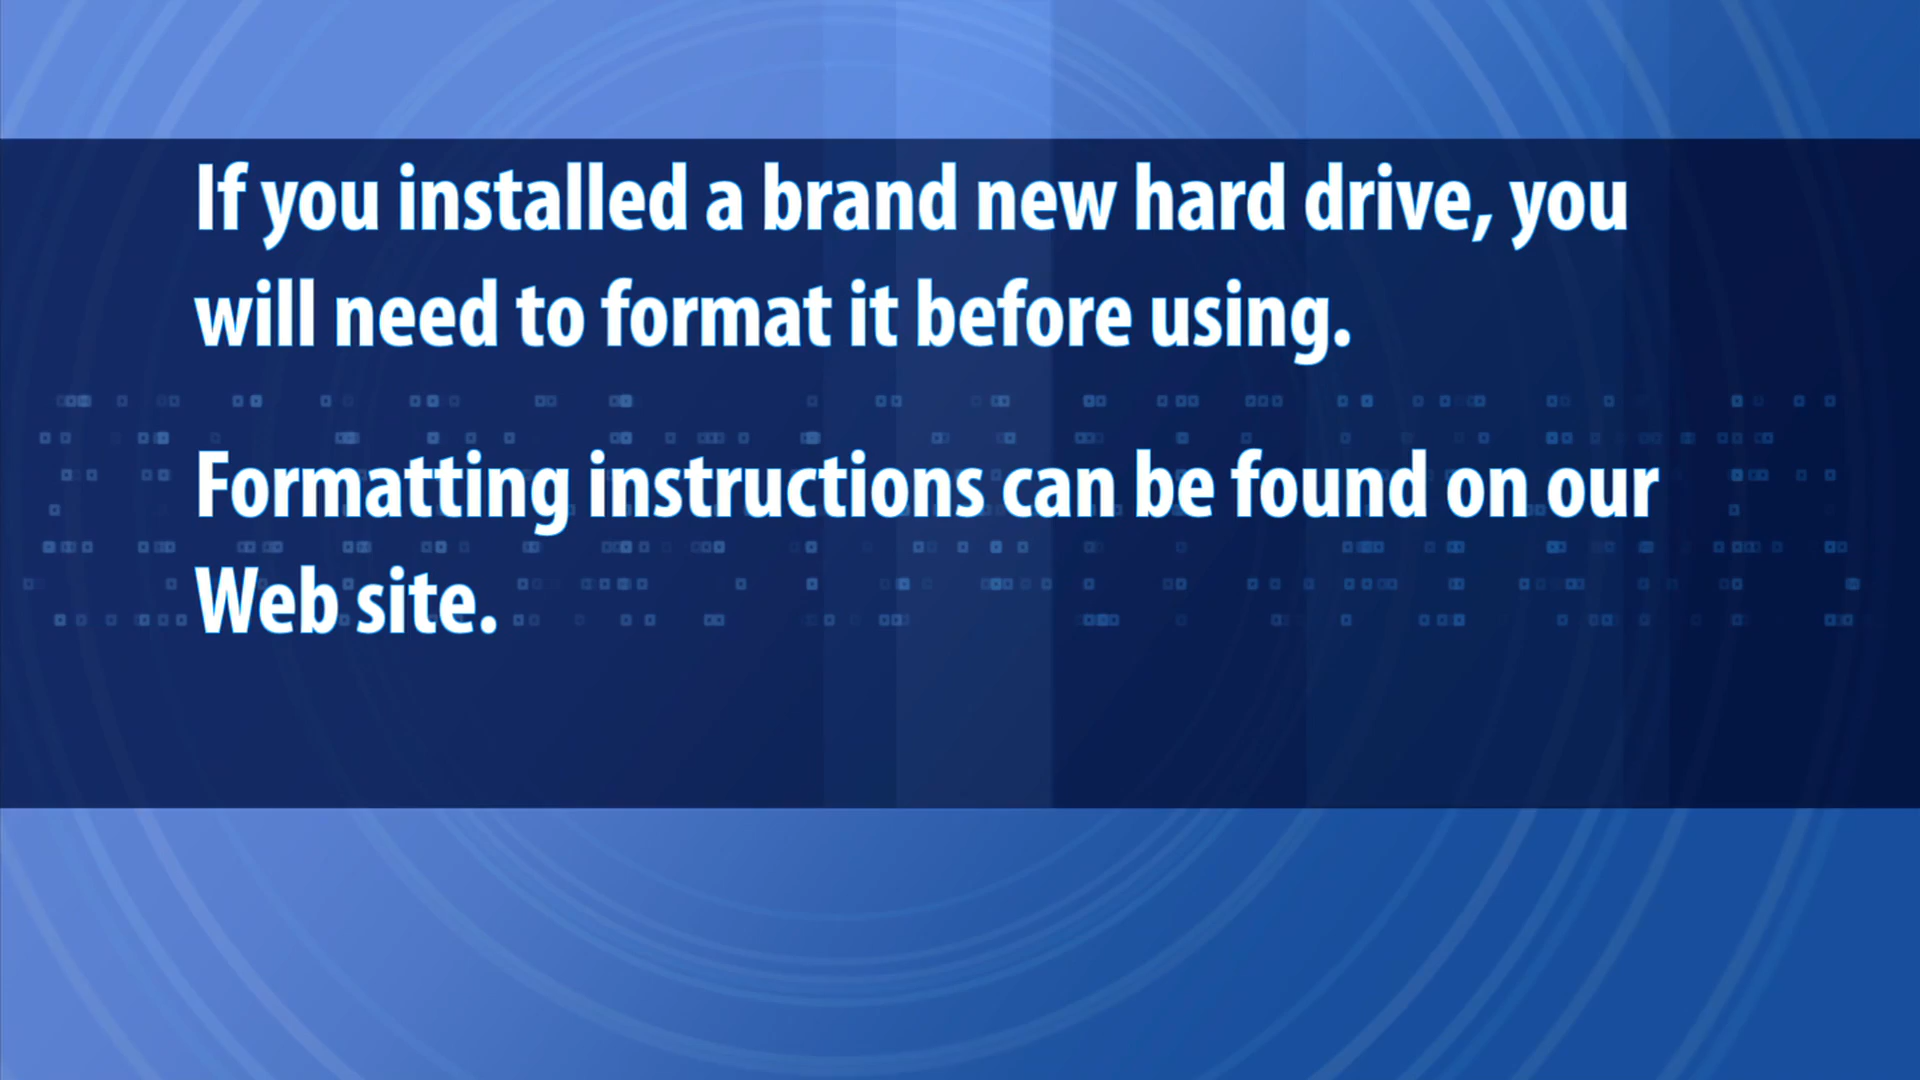 If you installed a brand new hard drive, you
will need to format it before using.
Formatting instructions can be found on our
Web site.